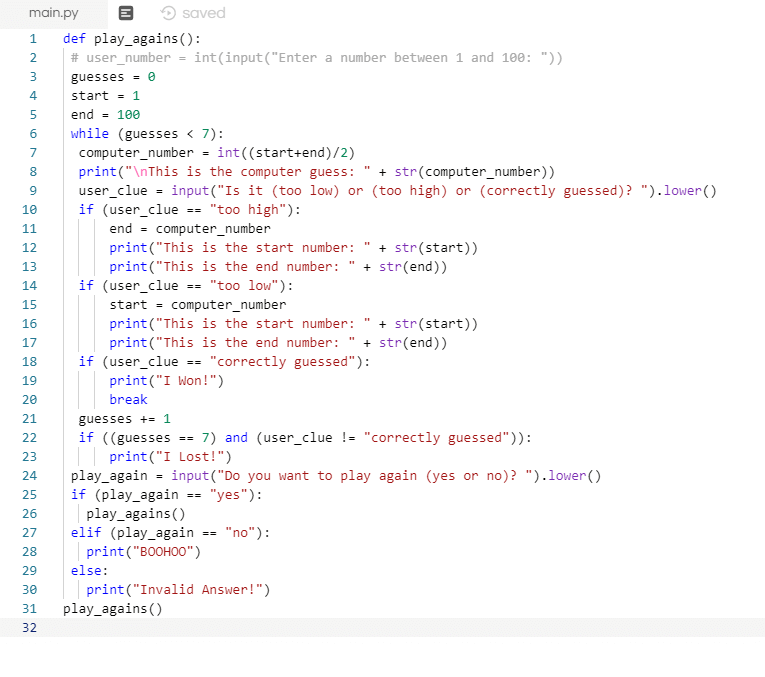 main.py saved
1 def play_agains():
2 # user_number = int(input("Enter a number between 1 and 100: "))
3 guesses = 0
4 start = 1
5 end = 100
6 while (guesses < 7):
7 computer_number = int((start+end)/2)
8 print("\nThis is the computer guess: " + str(computer_number))
9 user_clue = input("Is it (too low) or (too high) or (correctly guessed)? ").lower()
10 if (user_clue == "too high"):
11 end = computer_number
12 print("This is the start number: " + str(start))
13 print("This is the end number: " + str(end))
14 if (user_clue == "too low"):
15 start = computer_number
16 print("This is the start number: " + str(start))
17 print("This is the end number: " + str(end))
18 if (user_clue == "correctly guessed"):
19 print("I Won!")
20 break
21 guesses += 1
22 if ((guesses == 7) and (user_clue != "correctly guessed")):
23 print("I Lost!")
24 play_again = input("Do you want to play again (yes or no)? ").lower()
25 if (play_again == "yes"):
26 play_agains()
27 elif (play_again == "no"):
28 print("BOOHOO")
29 else:
30 print("Invalid Answer!")
31 play_agains()
32